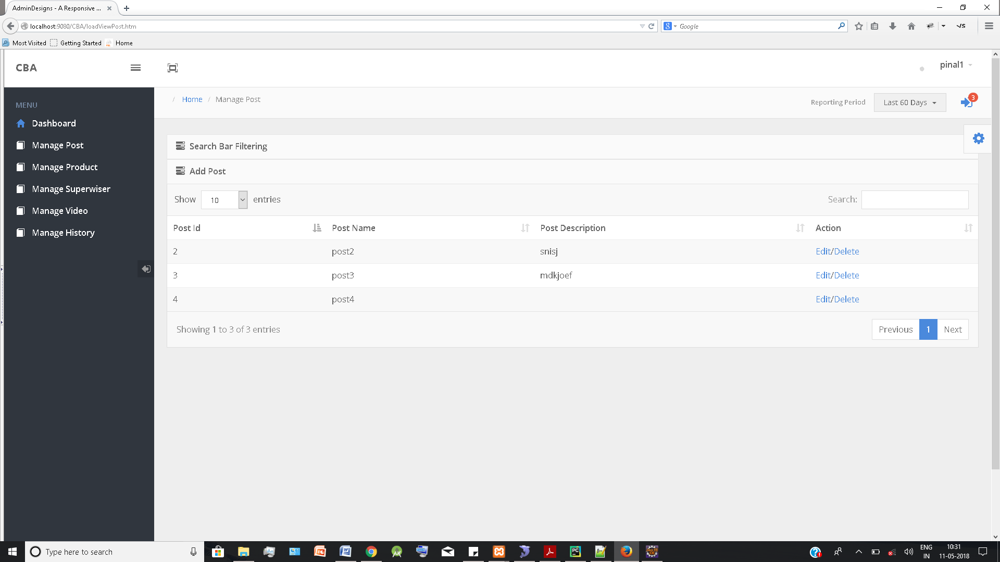 AdminDesigns - A Responsive ...
localhost:9080/CBA/loadViewPost.htm
Google
Most Visited Getting Started Home
CBA
pinal1
MENU
/ Home / Manage Post
Reporting Period Last 60 Days 3
Dashboard
Manage Post
Manage Product
Manage Superwiser
Manage Video
Manage History
Search Bar Filtering
Add Post
Show 10 entries Search:
Post Id Post Name Post Description Action
2 post2 snisj Edit/Delete
3 post3 mdkjoef Edit/Delete
4 post4 Edit/Delete
Showing 1 to 3 of 3 entries Previous 1 Next
Type here to search
ENG 10:31
IN 11-05-2018